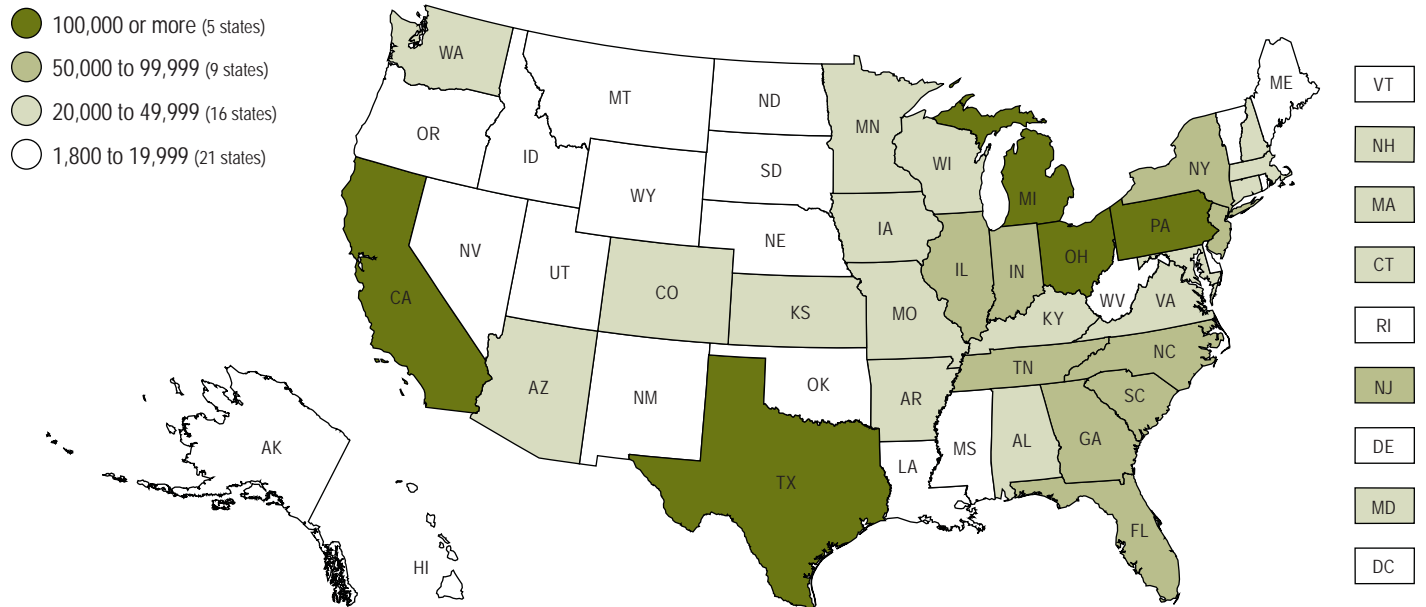 100,000 or more (5 states)
50,000 to 99,999 (9 states)
20,000 to 49,999 (16 states)
1,800 to 19,999 (21 states)
WA
MT
ND
MN
ME
VT
OR
ID
SD
WI
NY
NH
WY
MI
MA
NE
IA
PA
NV
UT
IL
IN
OH
CT
CA
CO
KS
MO
KY
WV
VA
RI
AZ
NM
OK
AR
TN
NC
NJ
SC
AK
TX
LA
MS
AL
GA
DE
FL
MD
HI
DC